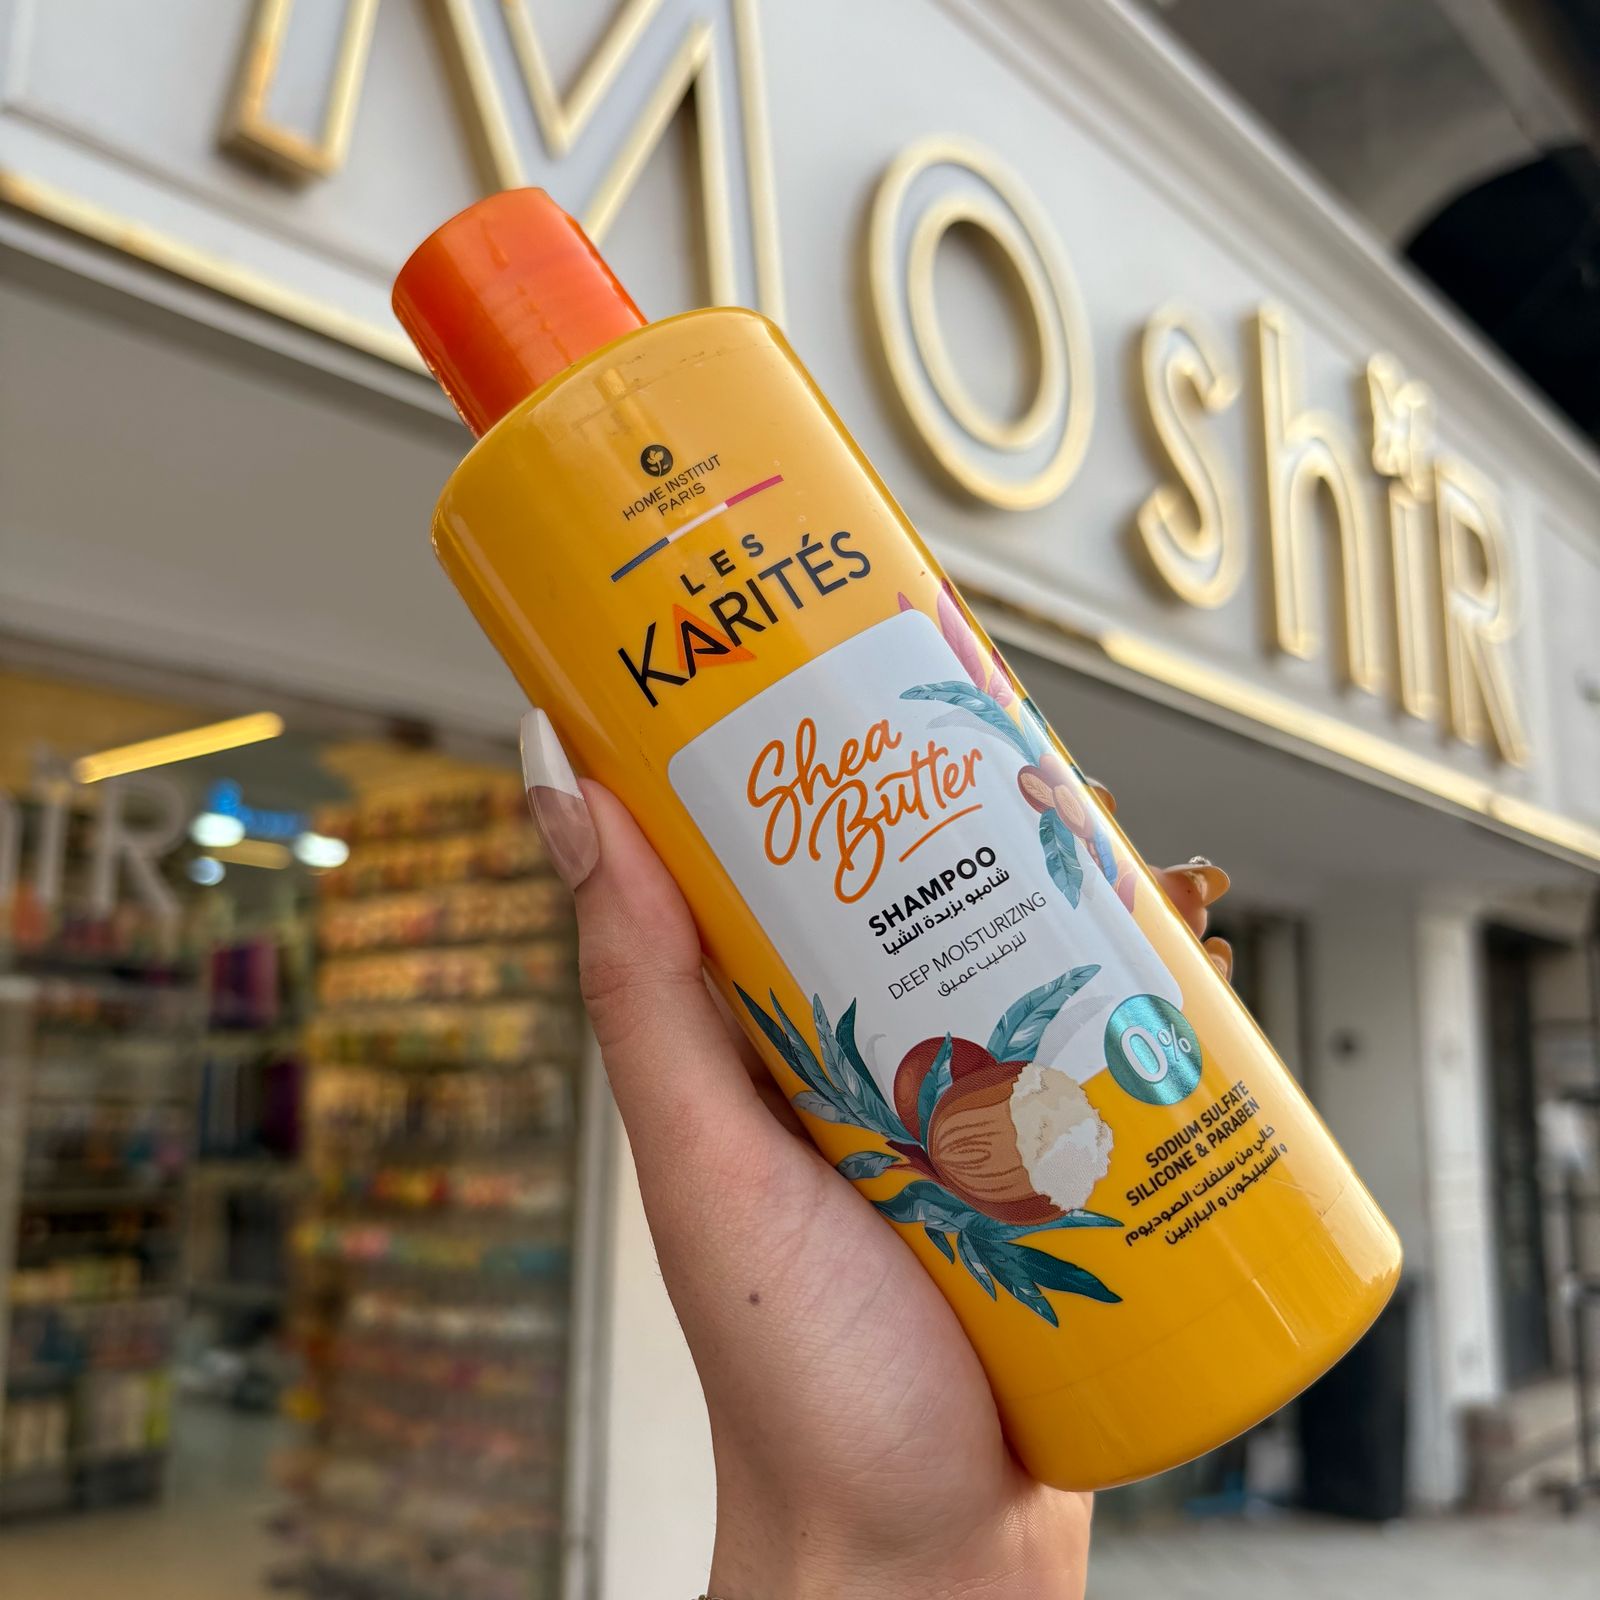 MOshiR
HOME INSTITUT
PARIS
LES
KARITÉS
Shea
Butter
SHAMPOO
شامبو بزبدة الشيا
DEEP MOISTURIZING
لترطيب عميق
0%
SODIUM SULFATE
SILICONE & PARABEN
خالي من سلفات الصوديوم
و السيليكون و البارابين
hiR